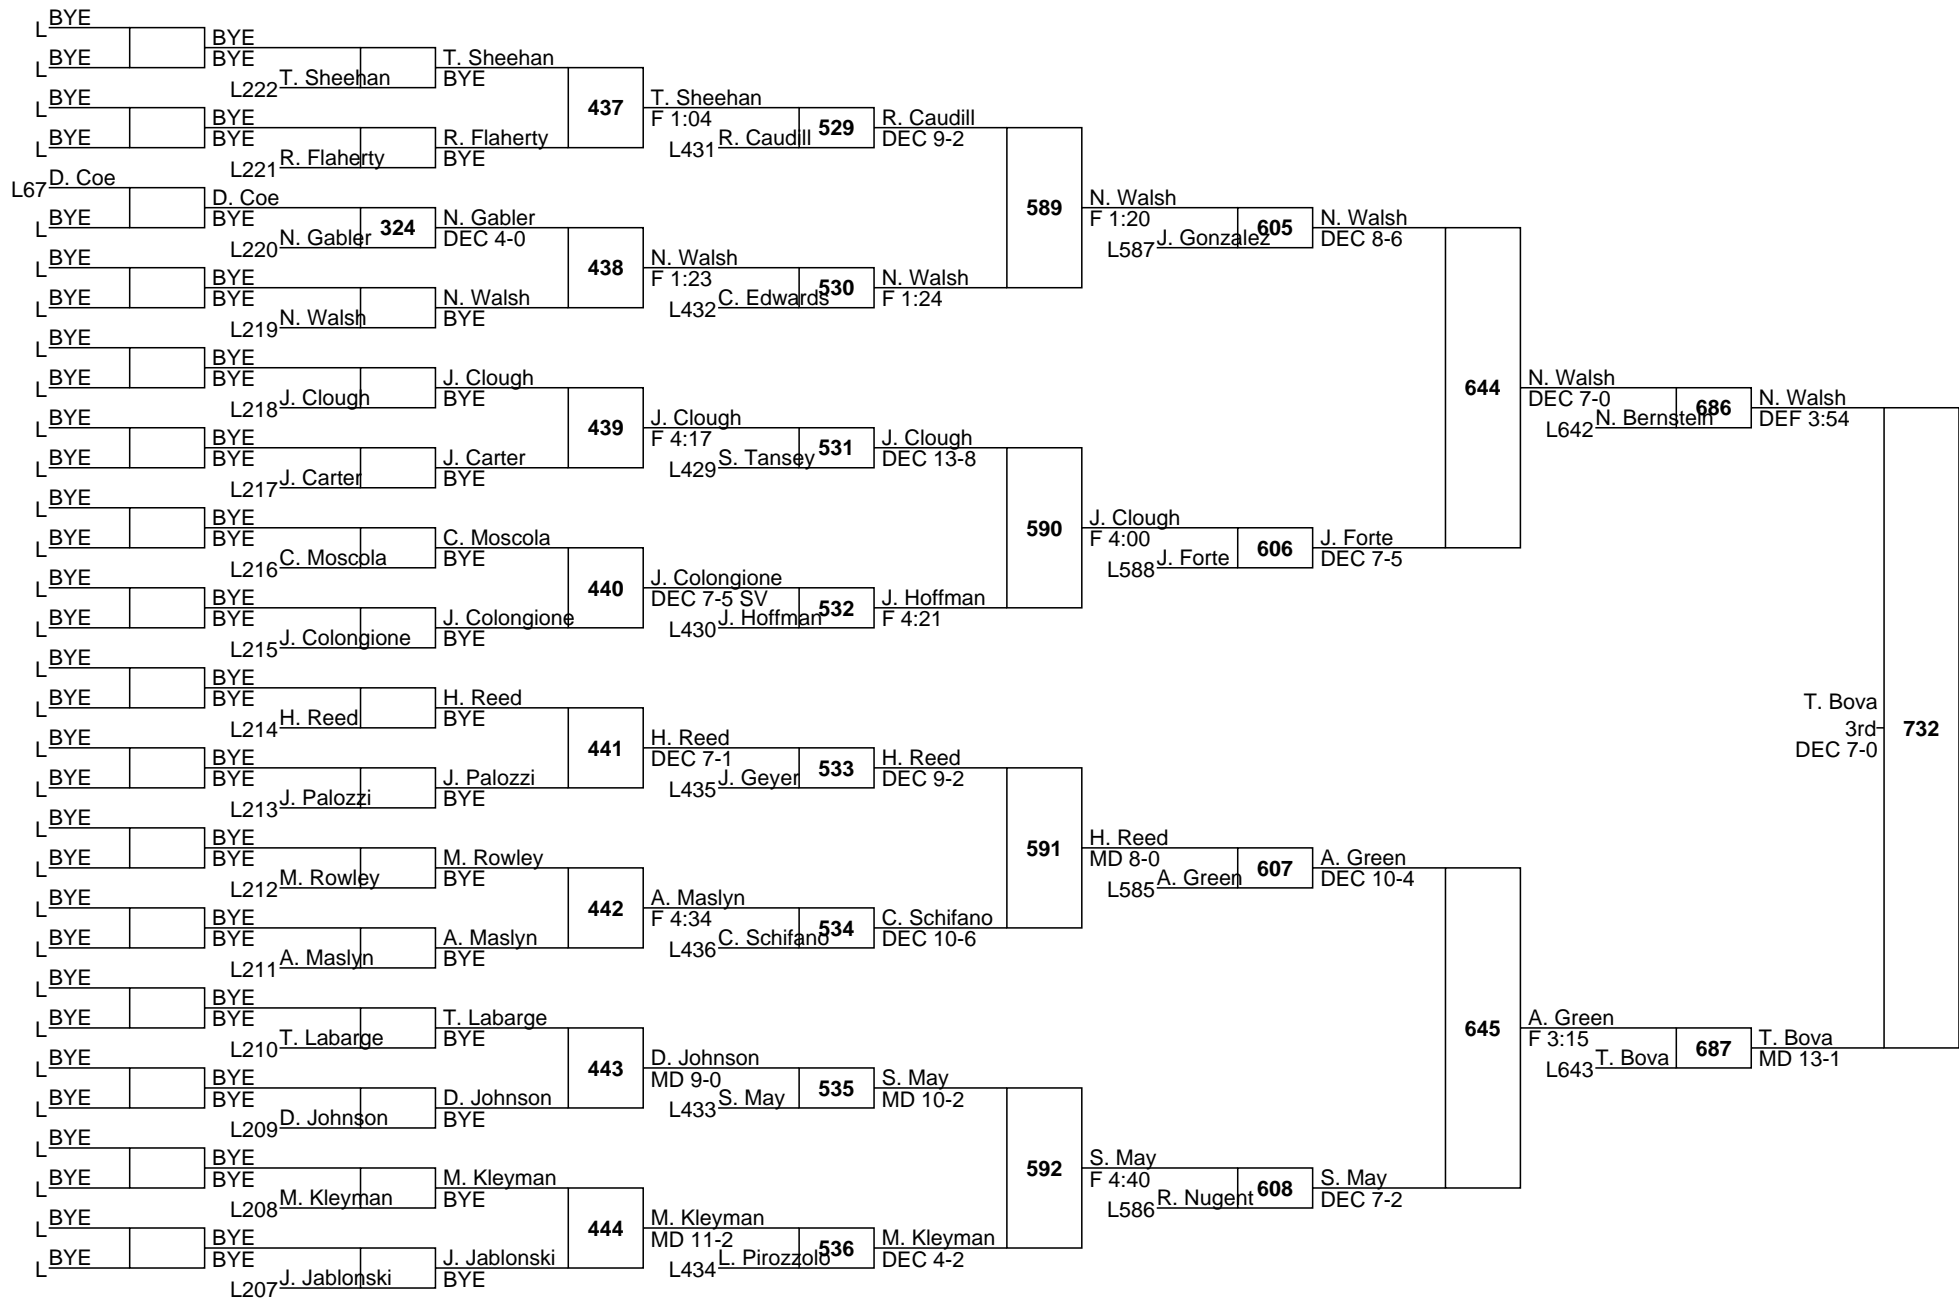 BYE
L
BYE
BYE
BYE
L
L222 T. Sheehan
T. Sheehan
BYE
BYE
L
BYE
BYE
BYE
L
L221 R. Flaherty
R. Flaherty
BYE
437
T. Sheehan
F 1:04
L431 R. Caudill
529
R. Caudill
DEC 9-2
L67 D. Coe
D. Coe
BYE
BYE
L
L220 N. Gabler
324
N. Gabler
DEC 4-0
BYE
L
BYE
BYE
BYE
L
L219 N. Walsh
N. Walsh
BYE
438
N. Walsh
F 1:23
L432 C. Edwards
530
N. Walsh
F 1:24
589
N. Walsh
F 1:20
L587 J. Gonzalez
605
N. Walsh
DEC 8-6
BYE
L
BYE
BYE
BYE
L
L218 J. Clough
J. Clough
BYE
BYE
L
BYE
BYE
BYE
L
L217 J. Carter
J. Carter
BYE
439
J. Clough
F 4:17
L429 S. Tansey
531
J. Clough
DEC 13-8
BYE
L
BYE
BYE
BYE
L
L216 C. Moscola
C. Moscola
BYE
BYE
L
BYE
BYE
BYE
L
L215 J. Colongione
J. Colongione
BYE
440
J. Colongione
DEC 7-5 SV
L430 J. Hoffman
532
J. Hoffman
F 4:21
590
J. Clough
F 4:00
L588 J. Forte
606
J. Forte
DEC 7-5
644
N. Walsh
DEC 7-0
L642 N. Bernstein
686
N. Walsh
DEF 3:54
BYE
L
BYE
BYE
BYE
L
L214 H. Reed
H. Reed
BYE
BYE
L
BYE
BYE
BYE
L
L213 J. Palozzi
J. Palozzi
BYE
441
H. Reed
DEC 7-1
L435 J. Geyer
533
H. Reed
DEC 9-2
BYE
L
BYE
BYE
BYE
L
L212 M. Rowley
M. Rowley
BYE
BYE
L
BYE
BYE
BYE
L
L211 A. Maslyn
A. Maslyn
BYE
442
A. Maslyn
F 4:34
L436 C. Schifano
534
C. Schifano
DEC 10-6
591
H. Reed
MD 8-0
L585 A. Green
607
A. Green
DEC 10-4
BYE
L
BYE
BYE
BYE
L
L210 T. Labarge
T. Labarge
BYE
BYE
L
BYE
BYE
BYE
L
L209 D. Johnson
D. Johnson
BYE
443
D. Johnson
MD 9-0
L433 S. May
535
S. May
MD 10-2
BYE
L
BYE
BYE
BYE
L
L208 M. Kleyman
M. Kleyman
BYE
BYE
L
BYE
BYE
BYE
L
L207 J. Jablonski
J. Jablonski
BYE
444
M. Kleyman
MD 11-2
L434 L. Pirozzolo
536
M. Kleyman
DEC 4-2
592
S. May
F 4:40
L586 R. Nugent
608
S. May
DEC 7-2
645
A. Green
F 3:15
L643 T. Bova
687
T. Bova
MD 13-1
T. Bova
3rd
DEC 7-0
732